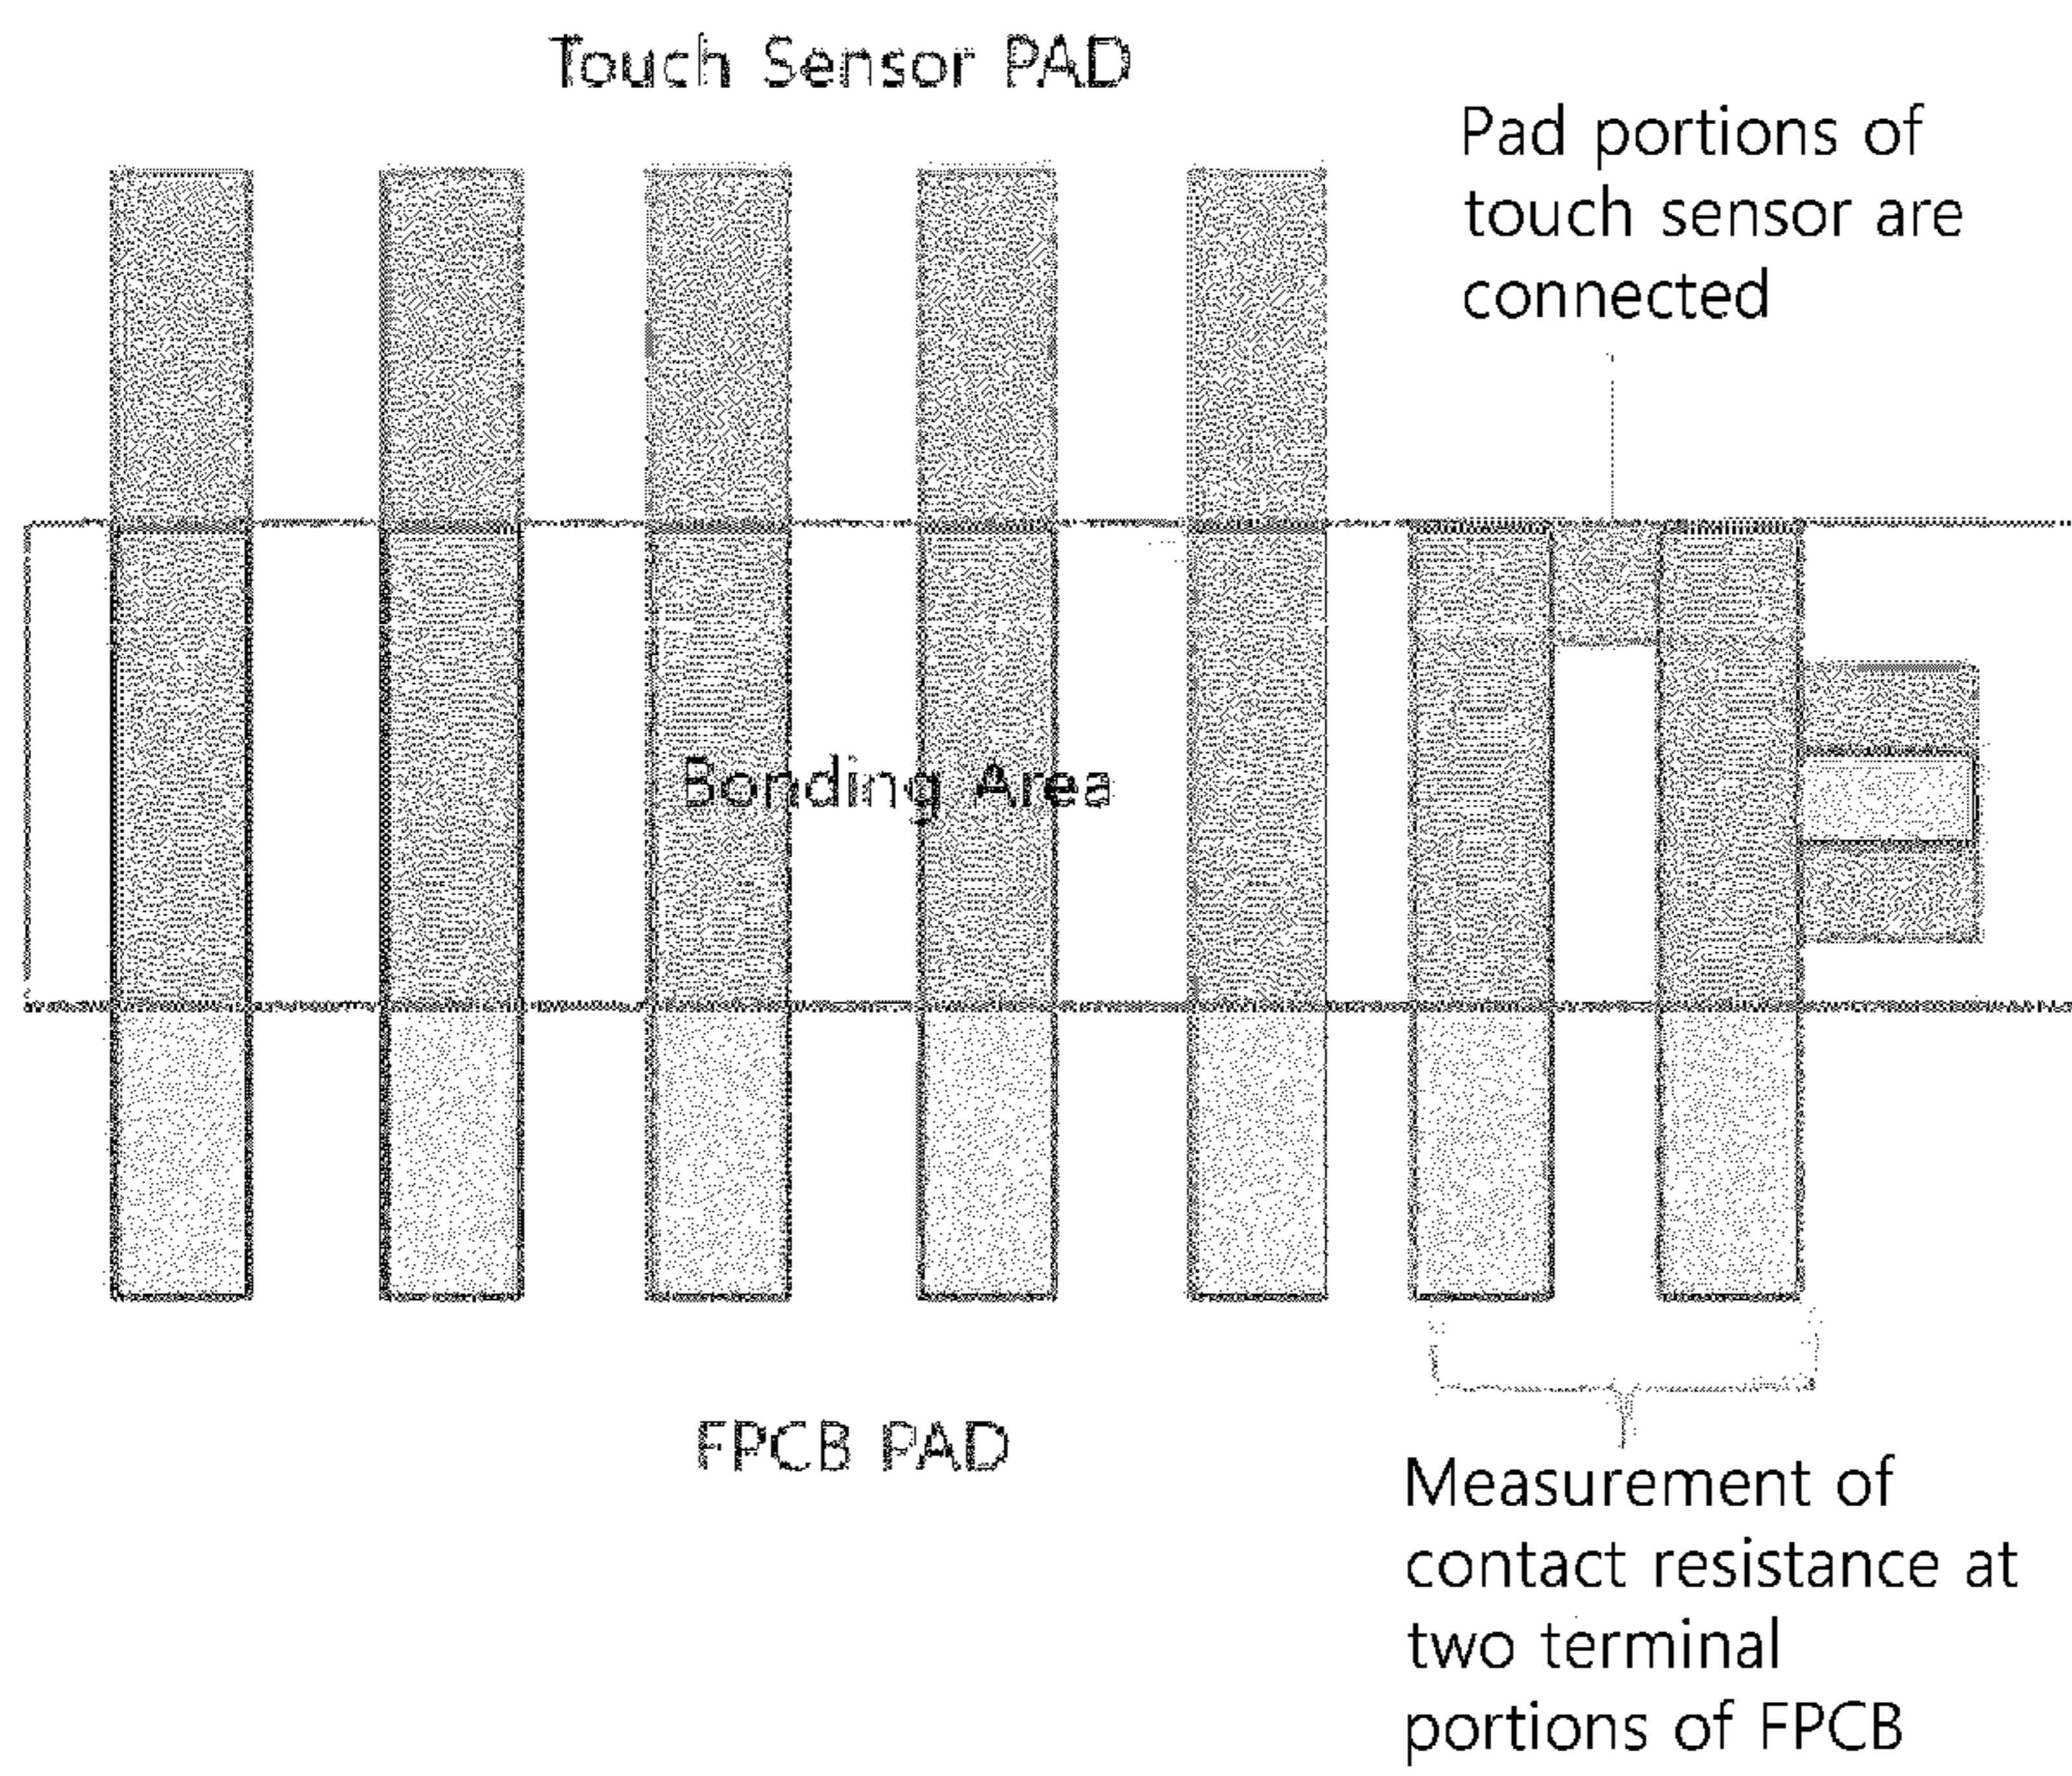 Touch Sensor PAD
Pad portions of
touch sensor are
connected
Bonding Area
FPCB PAD
Measurement of
contact resistance at
two terminal
portions of FPCB